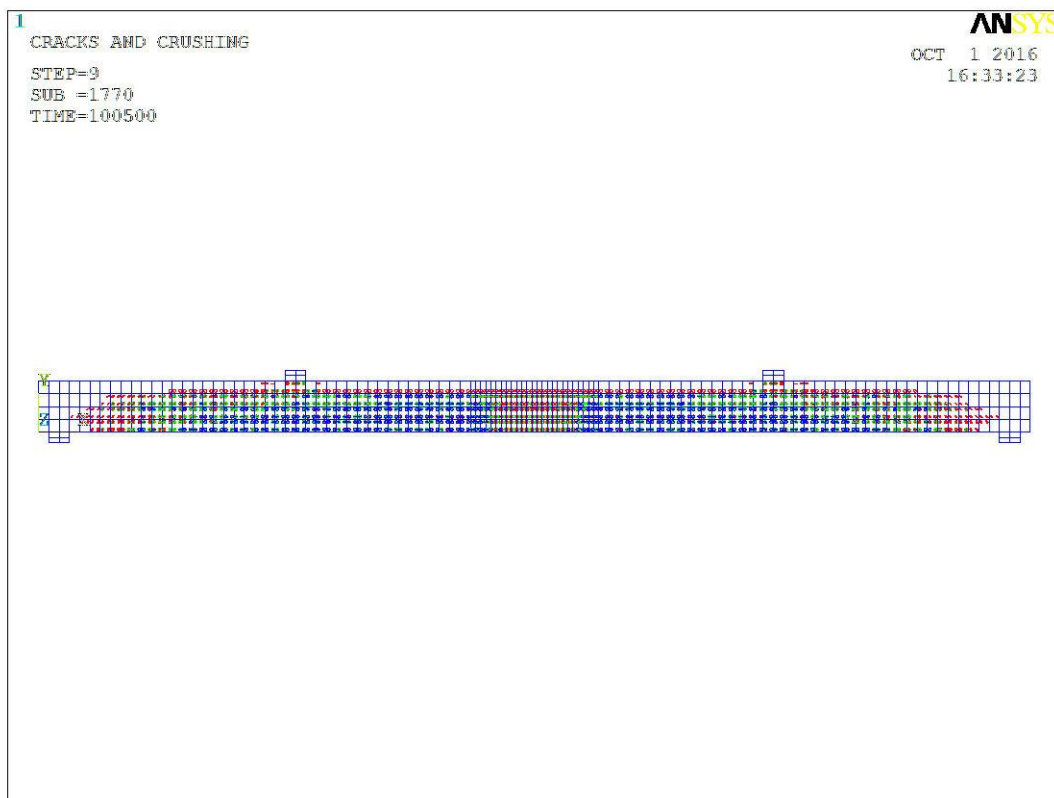 1
ANSYS
CRACKS AND CRUSHING
OCT 1 2016
STEP=9
16:33:23
SUB =1770
TIME=100500
Y
Z